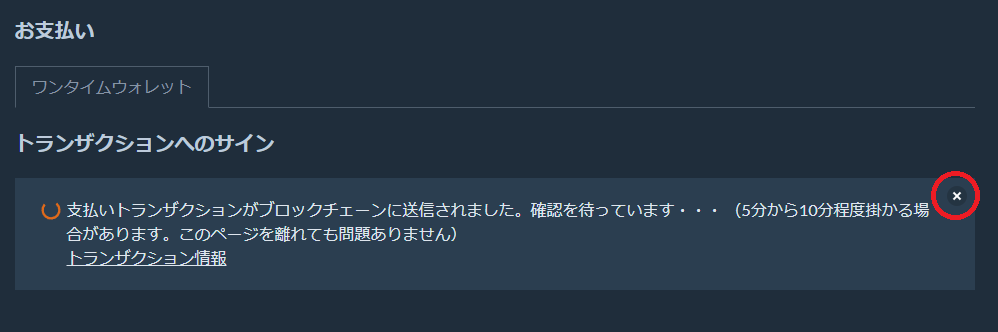 お支払い
ワンタイムウォレット
トランザクションへのサイン
支払いトランザクションがブロックチェーンに送信されました。確認を待っています・・・（5分から10分程度掛かる場
合があります。このページを離れても問題ありません）
トランザクション情報